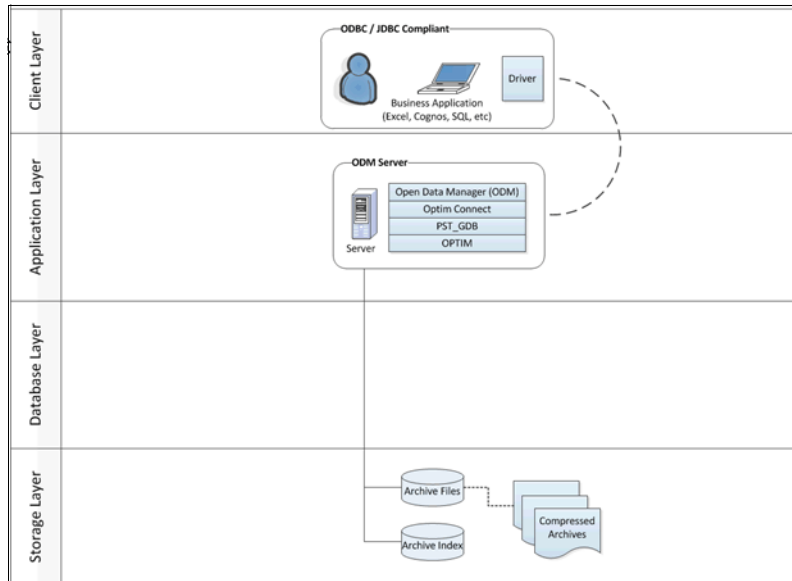 Client Layer
ODBC / JDBC Compliant
Driver
Business Application
(Excel, Cognos, SQL, etc)
Application Layer
ODM Server
Open Data Manager (ODM)
Optim Connect
PST_GDB
OPTIM
Server
Database Layer
Storage Layer
Archive Files
Archive Index
Compressed
Archives